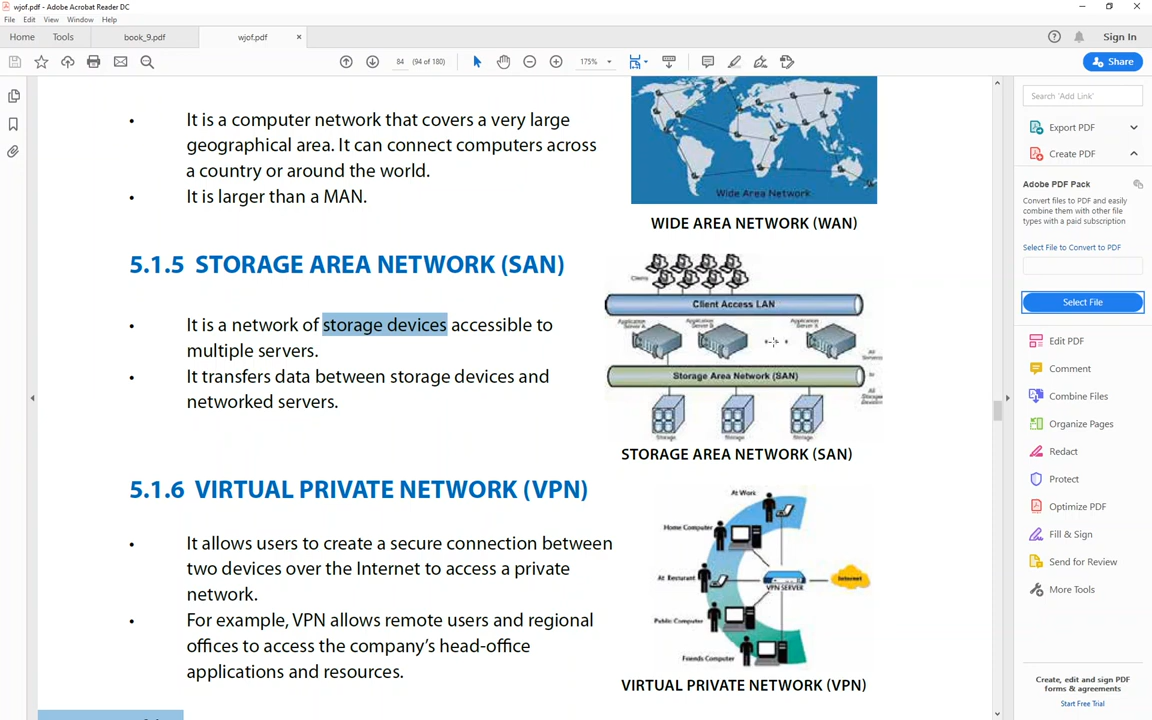 wjof.pdf - Adobe Acrobat Reader DC
File Edit View Window Help
Home Tools book_9.pdf wjof.pdf × Sign In
84 (94 of 180) 175% Share
Search 'Add Link'
Export PDF
Create PDF
Adobe PDF Pack
Convert files to PDF and easily
combine them with other file
types with a paid subscription
Select File to Convert to PDF
Select File
Edit PDF
Comment
Combine Files
Organize Pages
Redact
Protect
Optimize PDF
Fill & Sign
Send for Review
More Tools
Create, edit and sign PDF
forms & agreements
Start Free Trial
• It is a computer network that covers a very large
geographical area. It can connect computers across
a country or around the world.
• It is larger than a MAN.
Wide Area Network
WIDE AREA NETWORK (WAN)
5.1.5 STORAGE AREA NETWORK (SAN)
• It is a network of storage devices accessible to
multiple servers.
• It transfers data between storage devices and
networked servers.
Clients
Client Access LAN
Application Application Application
Storage Area Network (SAN)
Storage Storage Storage
STORAGE AREA NETWORK (SAN)
5.1.6 VIRTUAL PRIVATE NETWORK (VPN)
• It allows users to create a secure connection between
two devices over the Internet to access a private
network.
• For example, VPN allows remote users and regional
offices to access the company's head-office
applications and resources.
At Work
Home Computer
At Resturant
VPN SERVER
Internet
Public Computer
Friends Computer
VIRTUAL PRIVATE NETWORK (VPN)